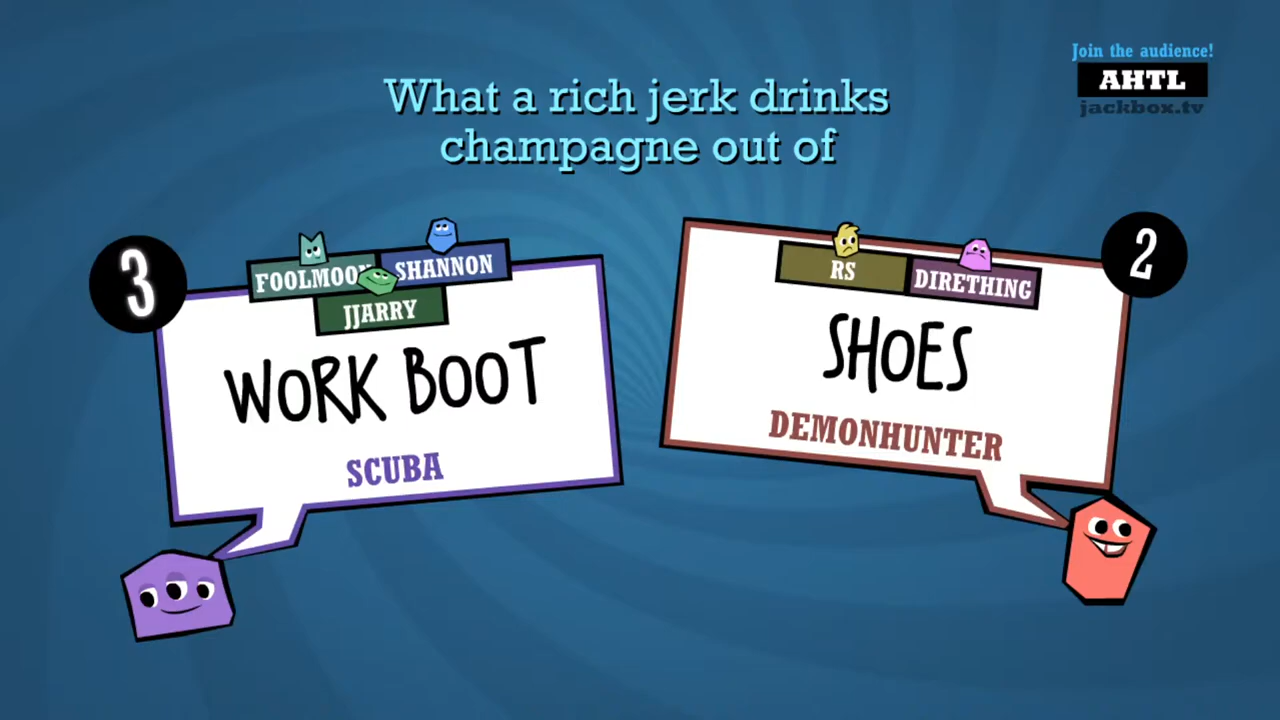 Join the audience!
AHTL
jackbox.tv
What a rich jerk drinks
champagne out of
3
FOOLMOON
SHANNON
JJARRY
WORK BOOT
SCUBA
2
RS
DIRETHING
SHOES
DEMONHUNTER